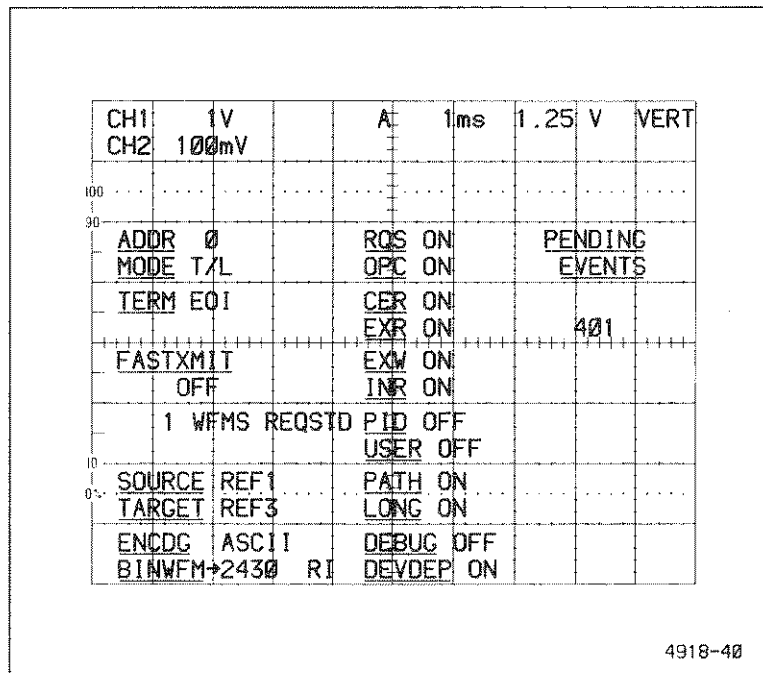 CH1 1V A 1ms 1.25 V VERT
CH2 100mV
100
90
ADDR 0 RQS ON PENDING
MODE T/L OPC ON EVENTS
TERM EOI CER ON
EXR ON 401
FASTXMIT EXW ON
OFF INR ON
1 WFMS REQSTD PID OFF
USER OFF
10
SOURCE REF1 PATH ON
0%
TARGET REF3 LONG ON
ENCDG ASCII DEBUG OFF
BINWFM→2430 RI DEVDEP ON
4918-40